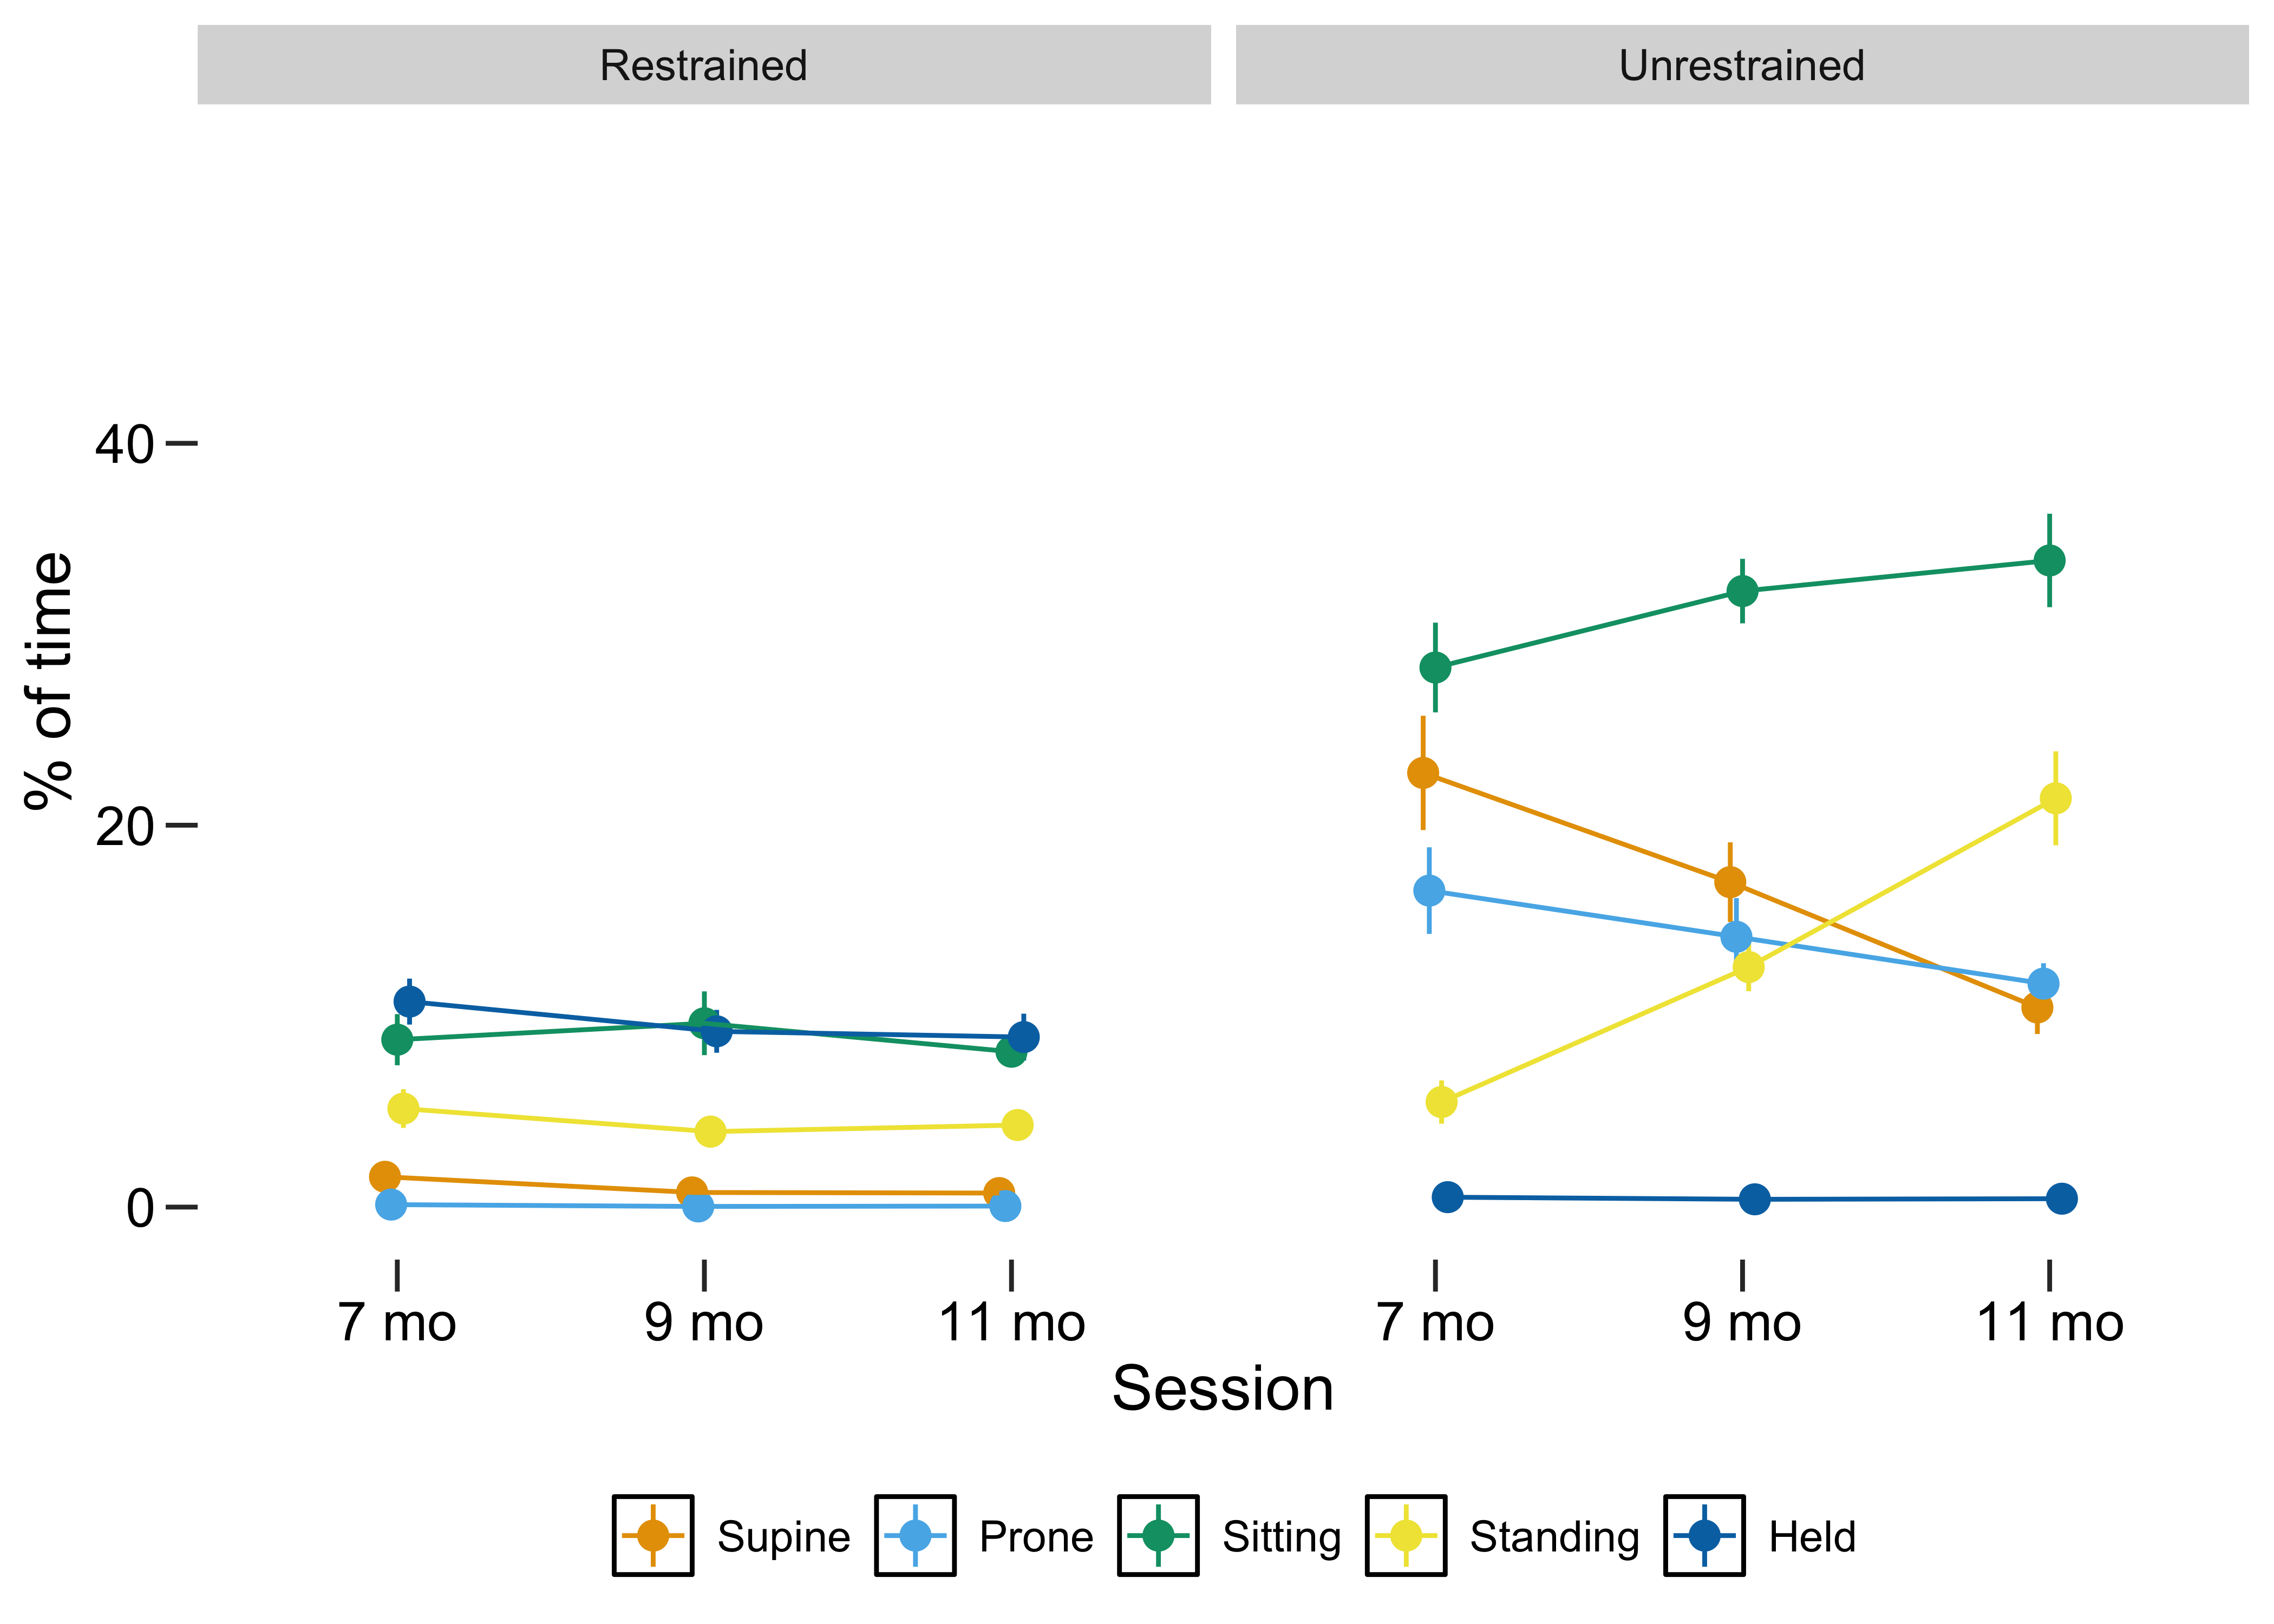 Restrained
Unrestrained
40
20
0
% of time
7 mo
9 mo
11 mo
7 mo
9 mo
11 mo
Session
Supine
Prone
Sitting
Standing
Held